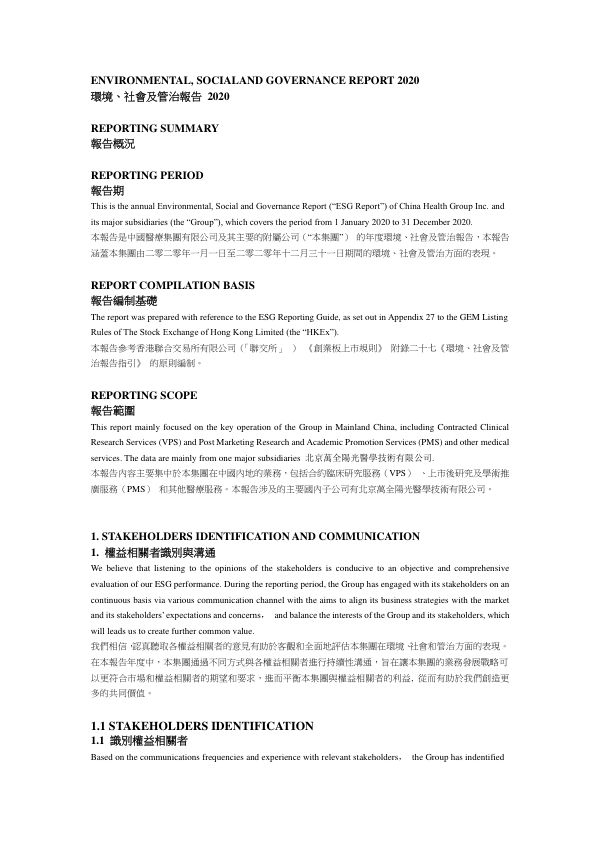 ENVIRONMENTAL, SOCIALAND GOVERNANCE REPORT 2020
環境、社會及管治報告 2020
REPORTING SUMMARY
報告概況
REPORTING PERIOD
報告期
This is the annual Environmental, Social and Governance Report (“ESG Report”) of China Health Group Inc. and
its major subsidiaries (the “Group”), which covers the period from 1 January 2020 to 31 December 2020.
本報告是中國醫療集團有限公司及其主要的附屬公司（“本集團”） 的年度環境、社會及管治報告，本報告
涵蓋本集團由二零二零年一月一日至二零二零年十二月三十一日期間的環境、社會及管治方面的表現。
REPORT COMPILATION BASIS
報告編制基礎
The report was prepared with reference to the ESG Reporting Guide, as set out in Appendix 27 to the GEM Listing
Rules of The Stock Exchange of Hong Kong Limited (the “HKEx”).
本報告參考香港聯合交易所有限公司（「聯交所」 ） 《創業板上市規則》 附錄二十七《環境、社會及管
治報告指引》 的原則編制。
REPORTING SCOPE
報告範圍
This report mainly focused on the key operation of the Group in Mainland China, including Contracted Clinical
Research Services (VPS) and Post Marketing Research and Academic Promotion Services (PMS) and other medical
services. The data are mainly from one major subsidiaries 北京萬全陽光醫學技術有限公司.
本報告內容主要集中於本集團在中國內地的業務，包括合約臨床研究服務（VPS） 、上市後研究及學術推
廣服務（PMS） 和其他醫療服務。本報告涉及的主要國內子公司有北京萬全陽光醫學技術有限公司。
1. STAKEHOLDERS IDENTIFICATION AND COMMUNICATION
1. 權益相關者識別與溝通
We believe that listening to the opinions of the stakeholders is conducive to an objective and comprehensive
evaluation of our ESG performance. During the reporting period, the Group has engaged with its stakeholders on an
continuous basis via various communication channel with the aims to align its business strategies with the market
and its stakeholders’ expectations and concerns， and balance the interests of the Group and its stakeholders, which
will leads us to create further common value.
我們相信，認真聽取各權益相關者的意見有助於客觀和全面地評估本集團在環境、社會和管治方面的表現。
在本報告年度中，本集團通過不同方式與各權益相關者進行持續性溝通，旨在讓本集團的業務發展戰略可
以更符合市場和權益相關者的期望和要求，進而平衡本集團與權益相關者的利益, 從而有助於我們創造更
多的共同價值。
1.1 STAKEHOLDERS IDENTIFICATION
1.1 識別權益相關者
Based on the communications frequencies and experience with relevant stakeholders， the Group has indentified